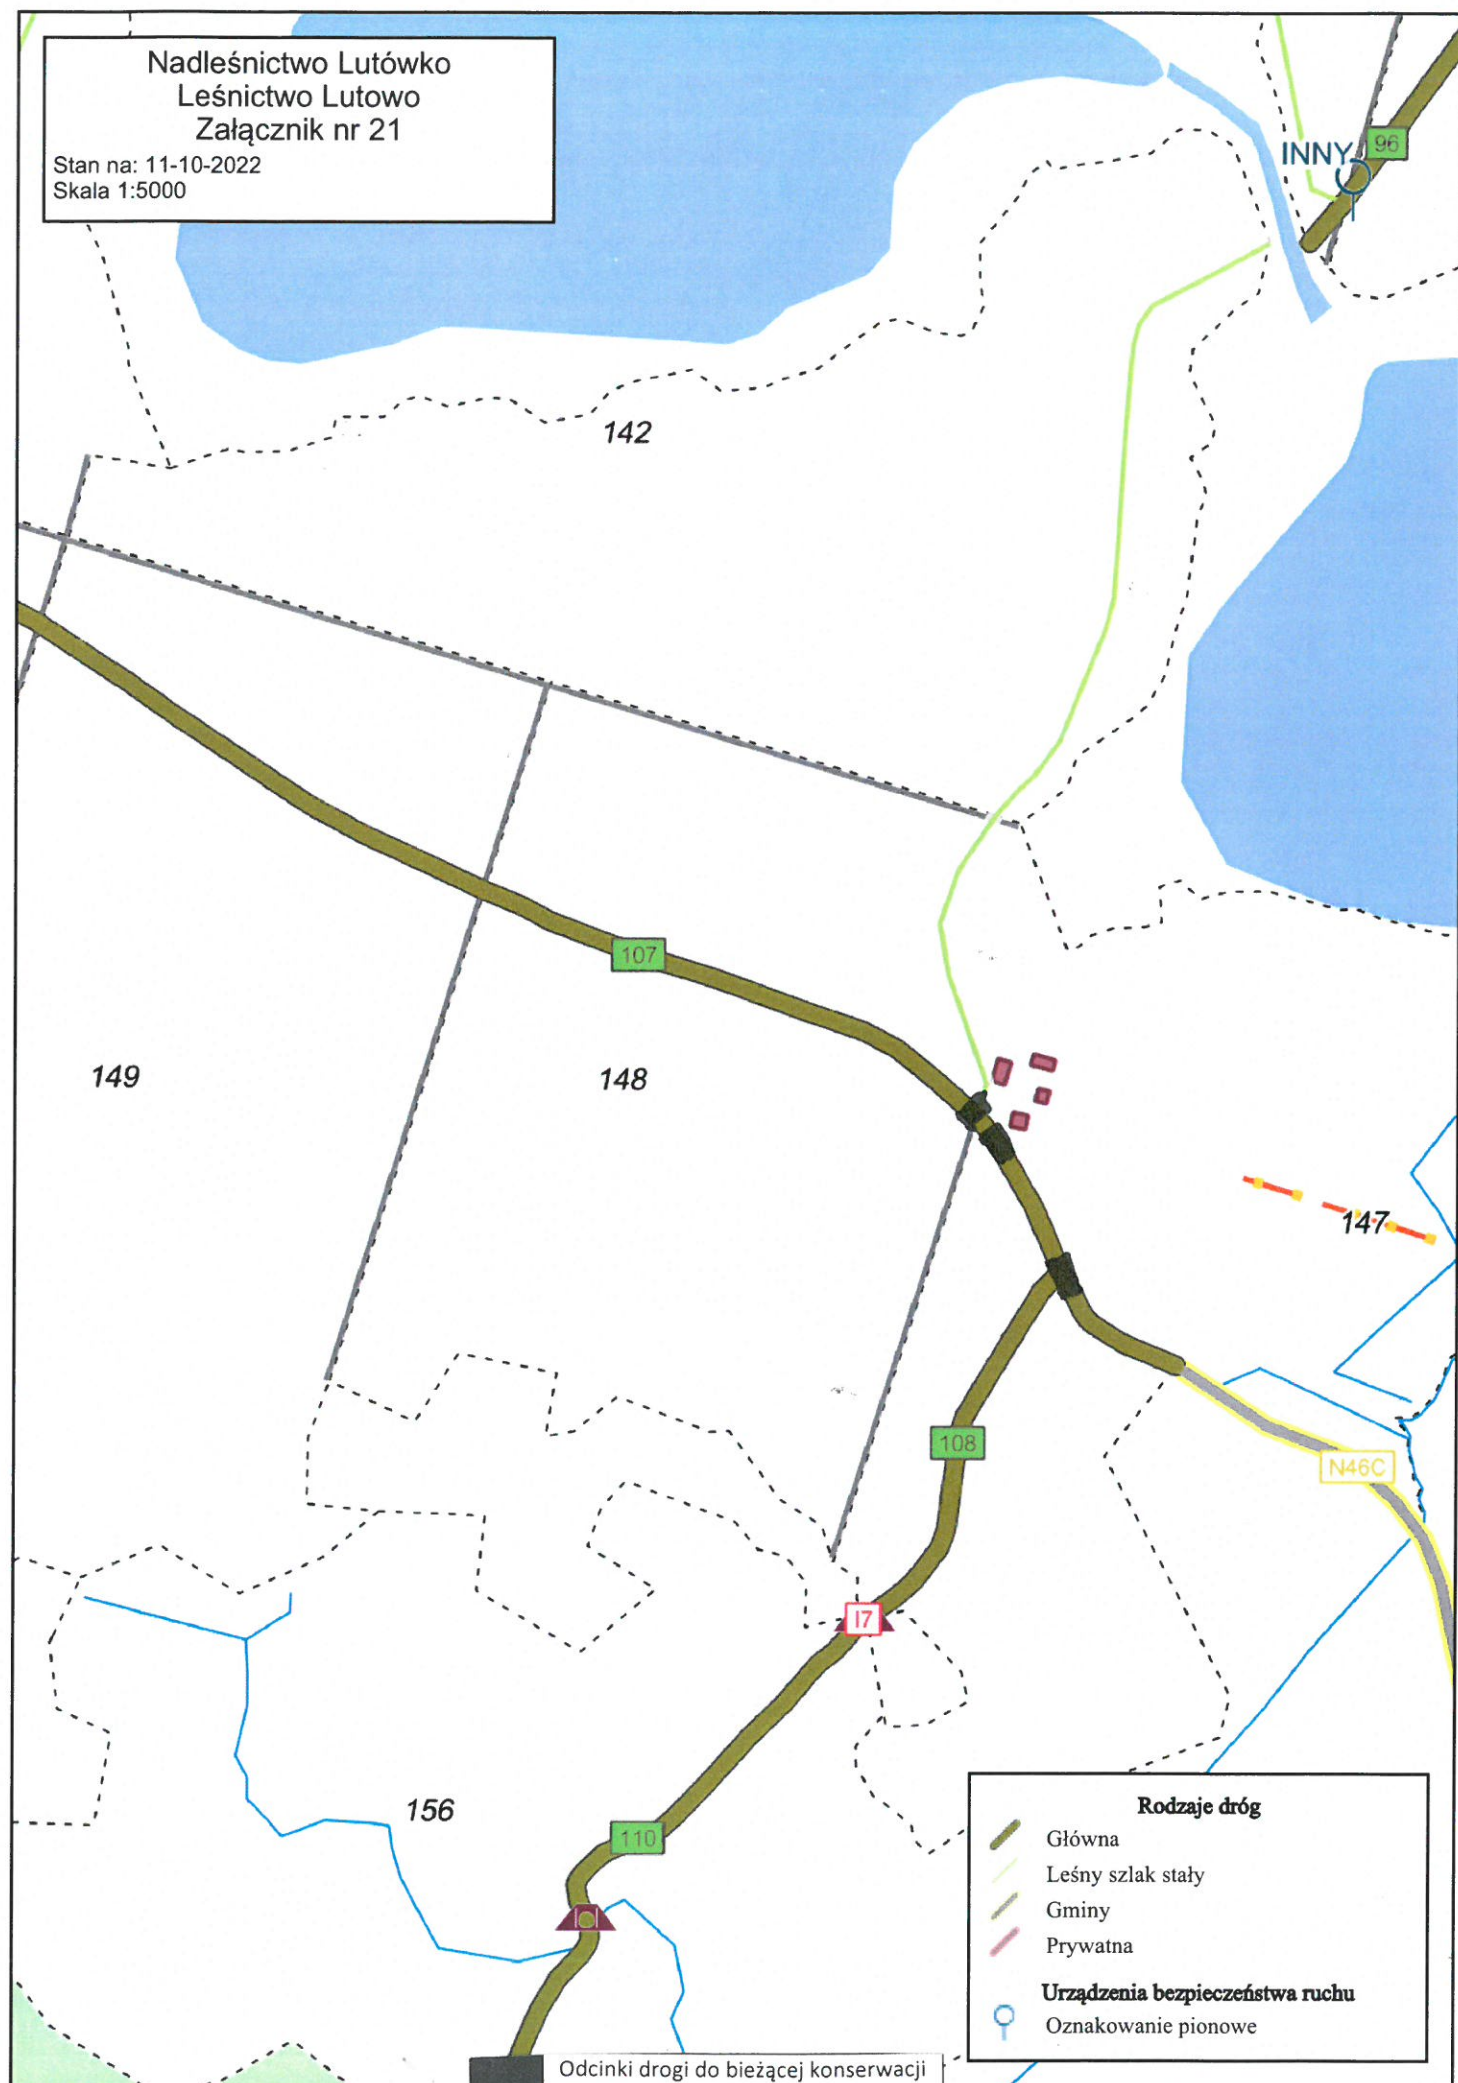 Nadleśnictwo Lutówko
Leśnictwo Lutowo
Załącznik nr 21
Stan na: 11-10-2022
Skala 1:5000
INNY
96
142
107
149
148
147
108
N46C
I7
156
110
Rodzaje dróg
Główna
Leśny szlak stały
Gminy
Prywatna
Urządzenia bezpieczeństwa ruchu
Oznakowanie pionowe
Odcinki drogi do bieżącej konserwacji